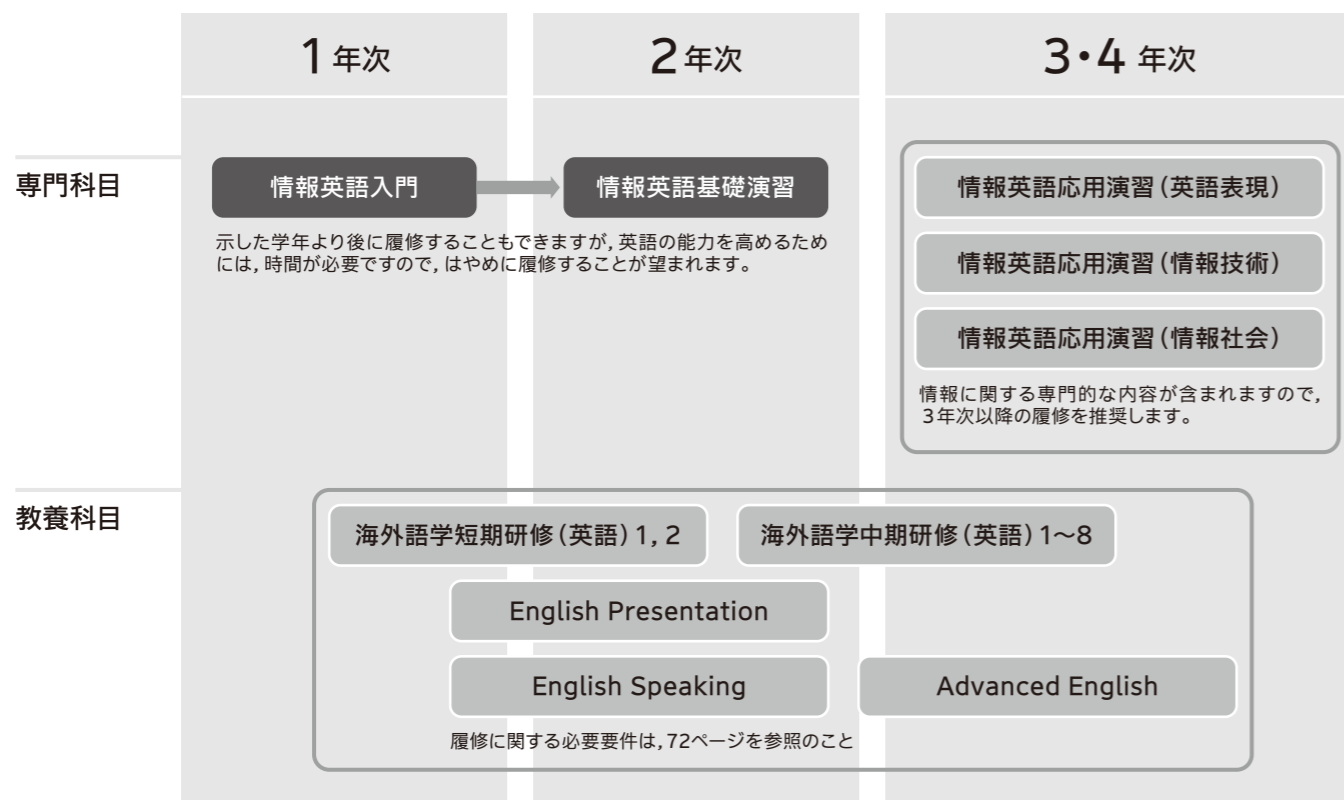 1 年次
2 年次
3・4 年次
専門科目
情報英語入門
情報英語基礎演習
示した学年より後に履修することもできますが, 英語の能力を高めるため
には, 時間が必要ですので, はやめに履修することが望まれます。
情報英語応用演習(英語表現)
情報英語応用演習(情報技術)
情報英語応用演習(情報社会)
情報に関する専門的な内容が含まれますので,
3年次以降の履修を推奨します。
教養科目
海外語学短期研修(英語)1, 2
海外語学中期研修(英語)1～8
English Presentation
English Speaking
Advanced English
履修に関する必要要件は, 72ページを参照のこと